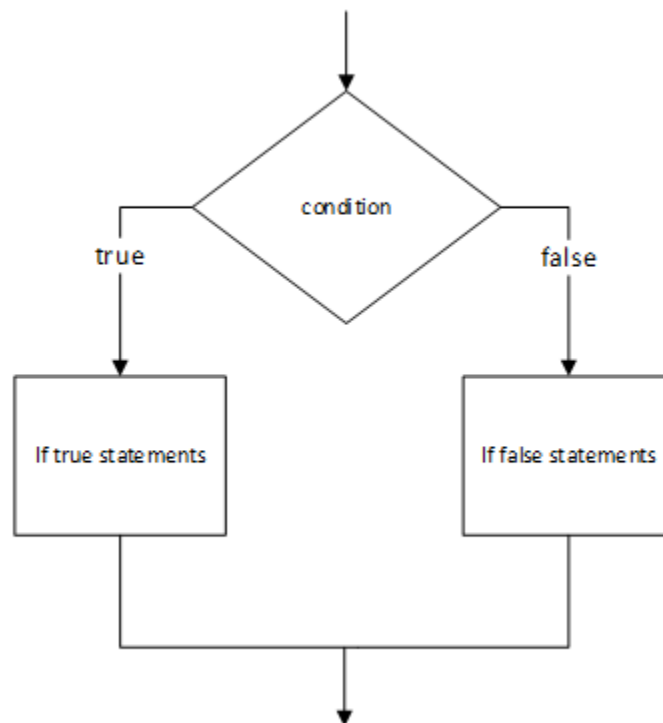 condition
true
false
If true statements
If false statements